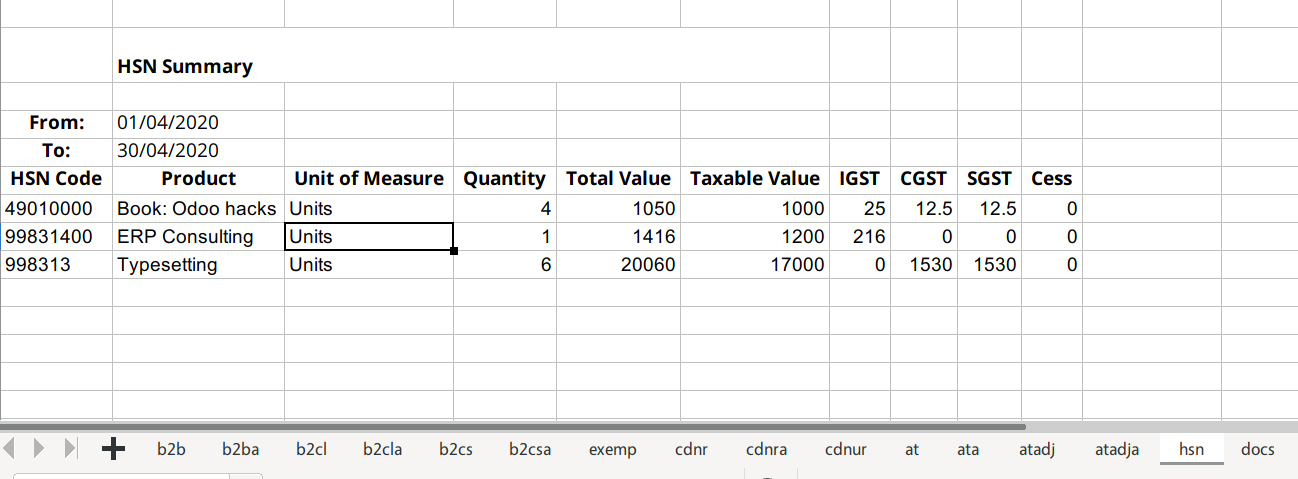 HSN Summary
From: 01/04/2020
To: 30/04/2020
HSN Code Product Unit of Measure Quantity Total Value Taxable Value IGST CGST SGST Cess
49010000 Book: Odoo hacks Units 4 1050 1000 25 12.5 12.5 0
99831400 ERP Consulting Units 1 1416 1200 216 0 0 0
998313 Typesetting Units 6 20060 17000 0 1530 1530 0
b2b b2ba b2cl b2cla b2cs b2csa exemp cdnr cdnra cdnur at ata atadj atadja hsn docs